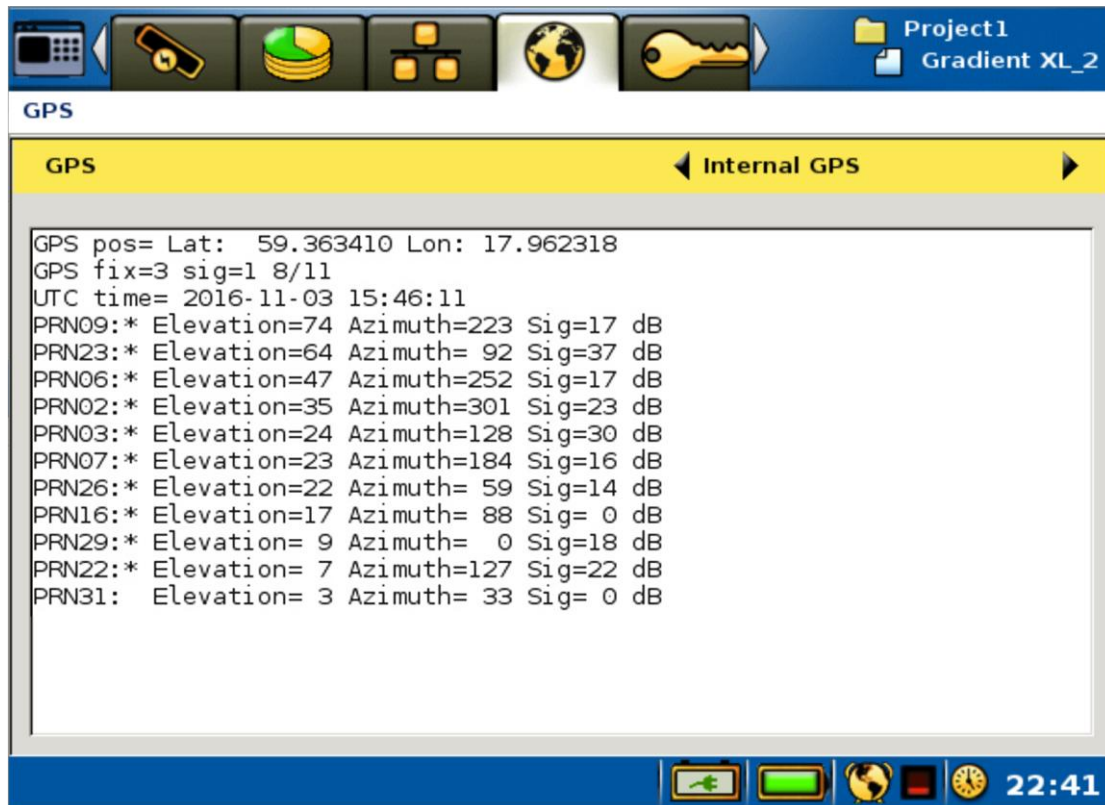 Project1
Gradient XL_2
GPS
GPS Internal GPS
GPS pos= Lat:  59.363410 Lon: 17.962318
GPS fix=3 sig=1 8/11
UTC time= 2016-11-03 15:46:11
PRN09:* Elevation=74 Azimuth=223 Sig=17 dB
PRN23:* Elevation=64 Azimuth= 92 Sig=37 dB
PRN06:* Elevation=47 Azimuth=252 Sig=17 dB
PRN02:* Elevation=35 Azimuth=301 Sig=23 dB
PRN03:* Elevation=24 Azimuth=128 Sig=30 dB
PRN07:* Elevation=23 Azimuth=184 Sig=16 dB
PRN26:* Elevation=22 Azimuth= 59 Sig=14 dB
PRN16:* Elevation=17 Azimuth= 88 Sig= 0 dB
PRN29:* Elevation= 9 Azimuth=  0 Sig=18 dB
PRN22:* Elevation= 7 Azimuth=127 Sig=22 dB
PRN31:  Elevation= 3 Azimuth= 33 Sig= 0 dB
22:41